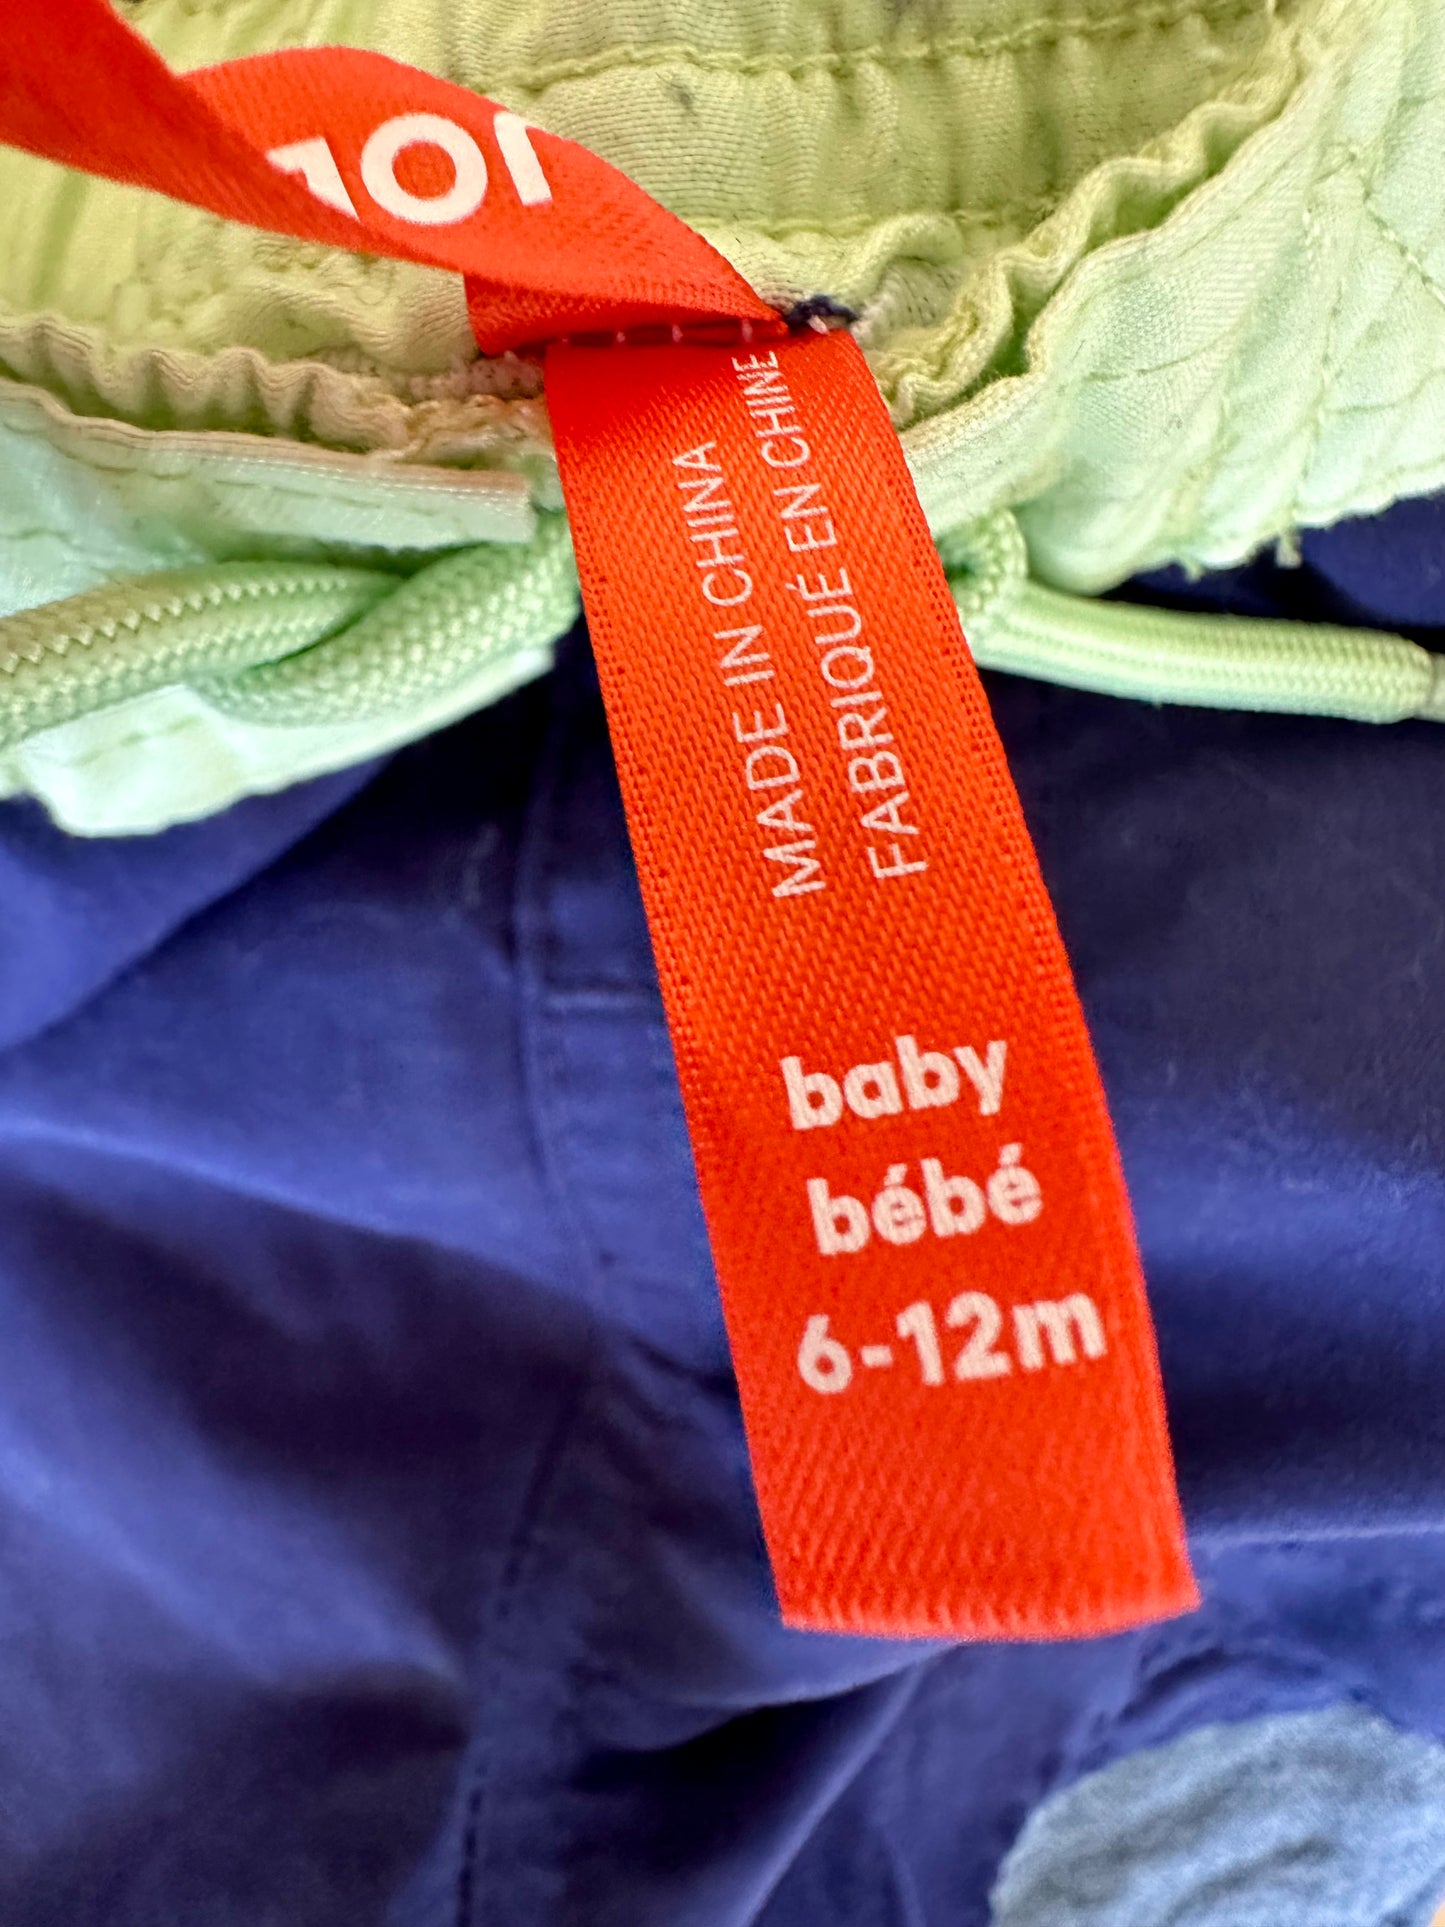 MADE IN CHINA
FABRIQUÉ EN CHINE
baby
bébé
6-12m